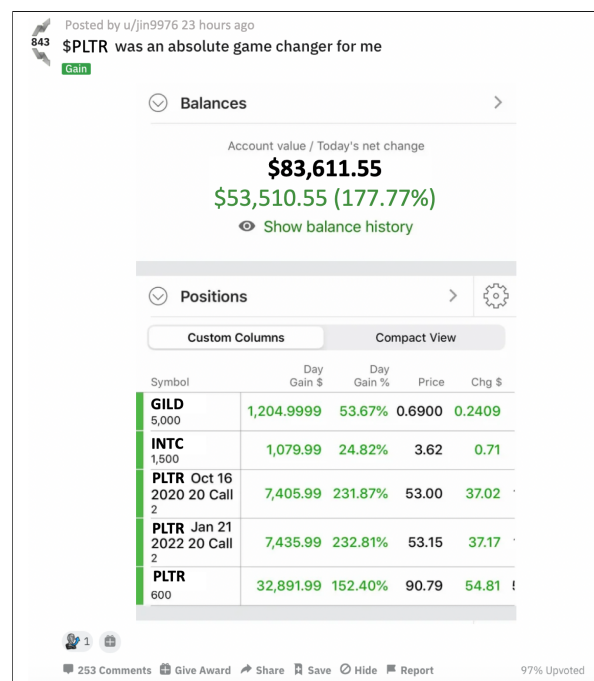 Posted by u/jin9976 23 hours ago
843
$PLTR was an absolute game changer for me
Gain
Balances
Account value / Today's net change
$83,611.55
$53,510.55 (177.77%)
Show balance history
Positions
Custom Columns Compact View
Symbol Day Gain $ Day Gain % Price Chg $
GILD
5,000
1,204.9999 53.67% 0.6900 0.2409
INTC
1,500
1,079.99 24.82% 3.62 0.71
PLTR Oct 16
2020 20 Call
2
7,405.99 231.87% 53.00 37.02
PLTR Jan 21
2022 20 Call
2
7,435.99 232.81% 53.15 37.17
PLTR
600
32,891.99 152.40% 90.79 54.81
1
253 Comments Give Award Share Save Hide Report 97% Upvoted